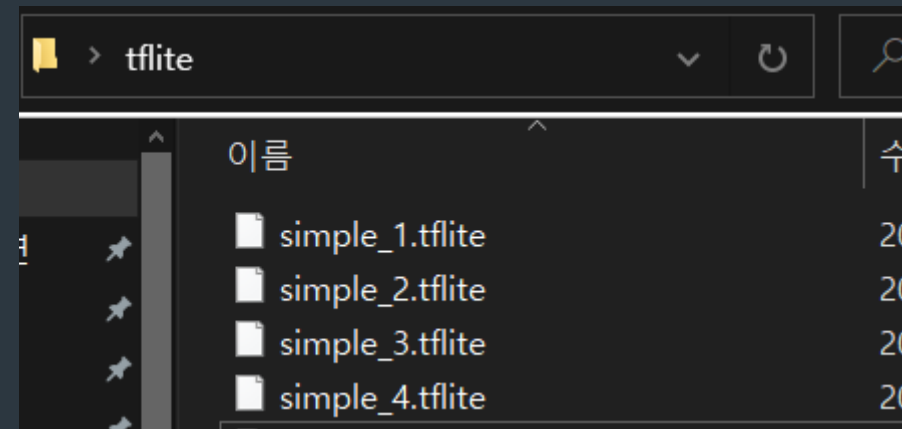 tflite
이름
simple_1.tflite
simple_2.tflite
simple_3.tflite
simple_4.tflite